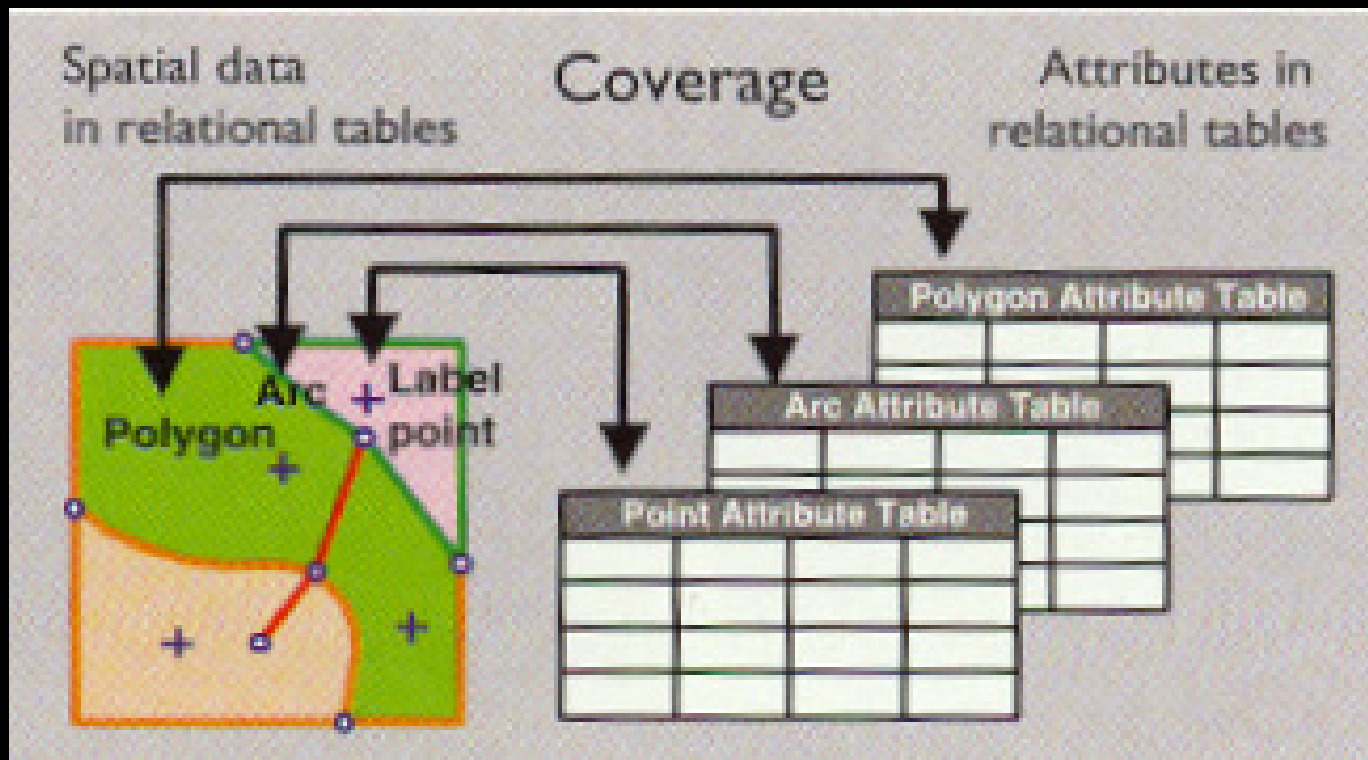 Spatial data
in relational tables
Coverage
Attributes in
relational tables
Polygon Attribute Table
Arc Attribute Table
Point Attribute Table
Arc
Label
point
Polygon